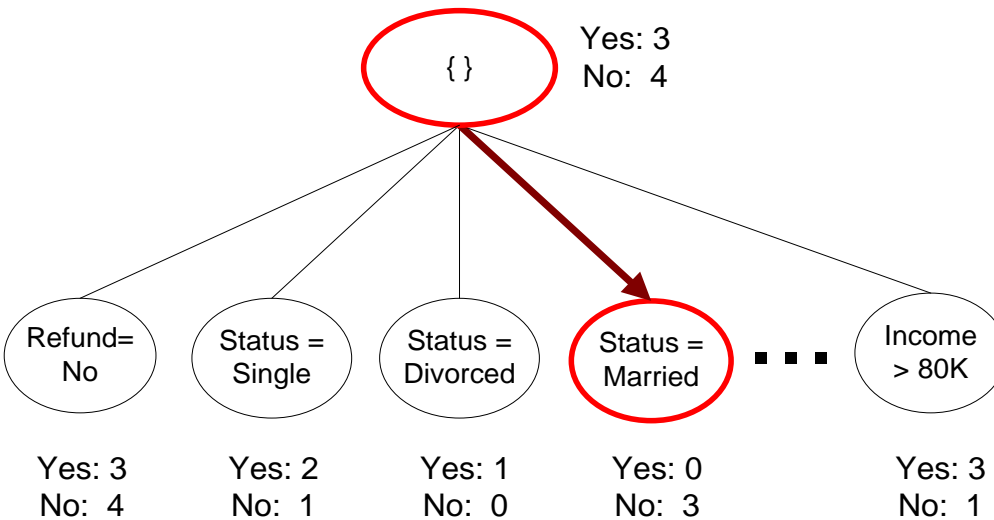 { }
Yes: 3
No: 4
Refund=
No
Status =
Single
Status =
Divorced
Status =
Married
Income
> 80K
Yes: 3
No: 4
Yes: 2
No: 1
Yes: 1
No: 0
Yes: 0
No: 3
Yes: 3
No: 1